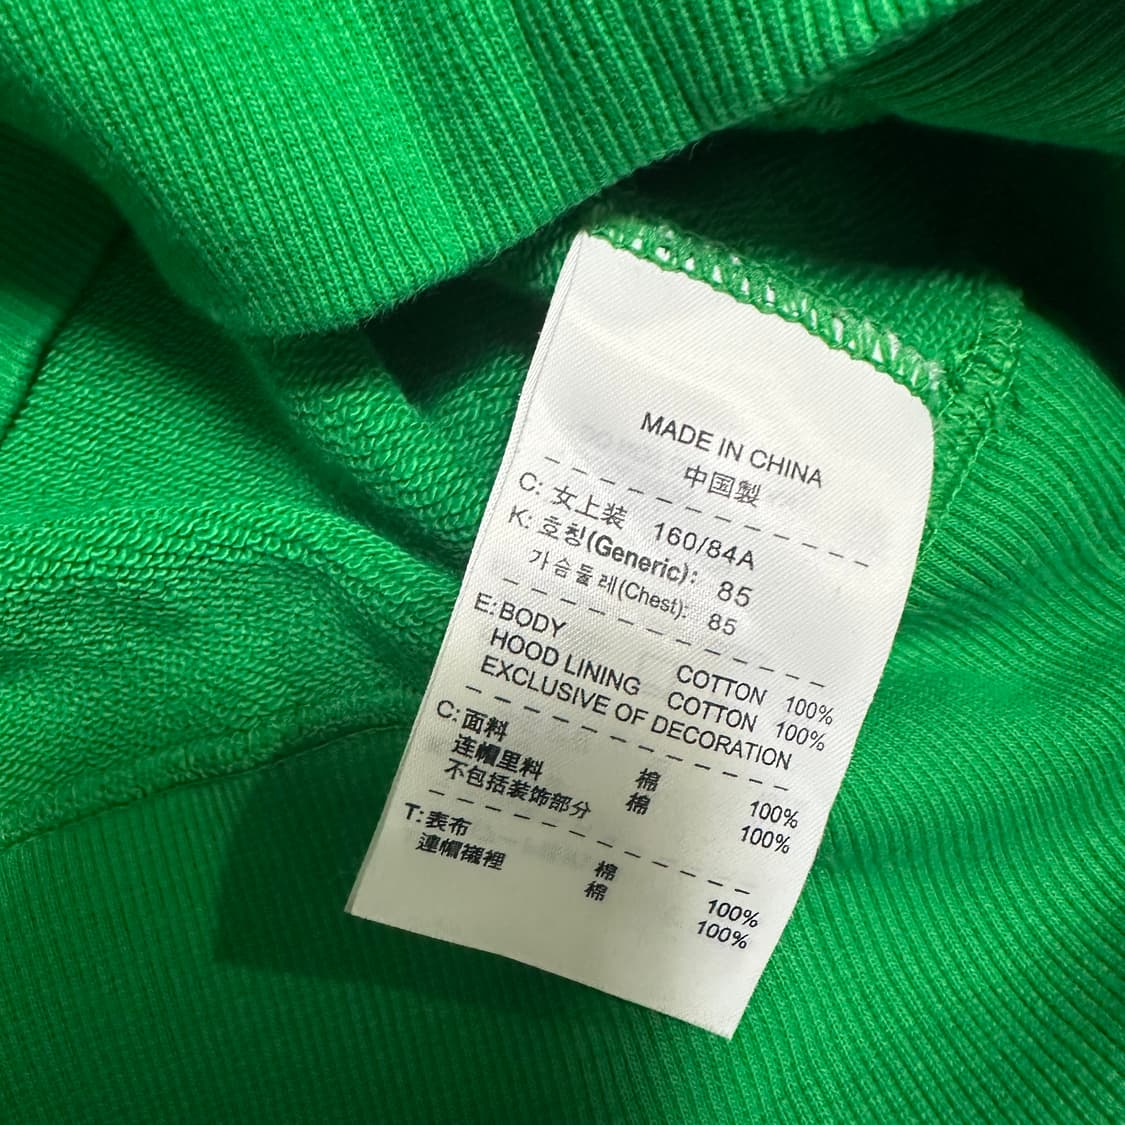 MADE IN CHINA
中国製
C: 女上装 160/84A
K: 호칭(Generic): 85
가슴둘레(Chest): 85
E: BODY COTTON 100%
HOOD LINING COTTON 100%
EXCLUSIVE OF DECORATION
C: 面料 棉 100%
连帽里料 棉 100%
不包括装饰部分
T: 表布 棉 100%
連帽襯裡 棉 100%